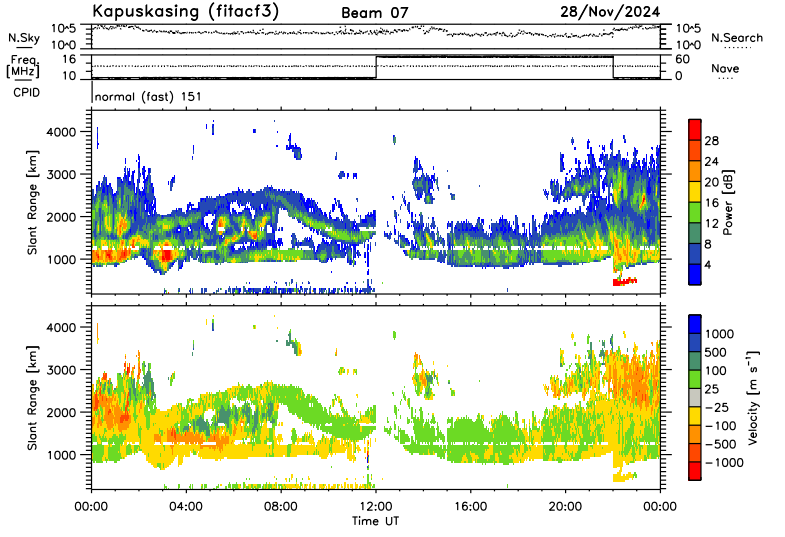 Kapuskasing (fitacf3) Beam 07 28/Nov/2024
N.Sky 10^5 10^0 10^5 10^0 N.Search
Freq. [MHz] 16 10 60 0 Nave
CPID normal (fast) 151
Slant Range [km] 4000 3000 2000 1000
Power [dB] 28 24 20 16 12 8 4
Slant Range [km] 4000 3000 2000 1000
Velocity [m s⁻¹] 1000 500 100 25 −25 −100 −500 −1000
00:00 04:00 08:00 12:00 16:00 20:00 00:00
Time UT